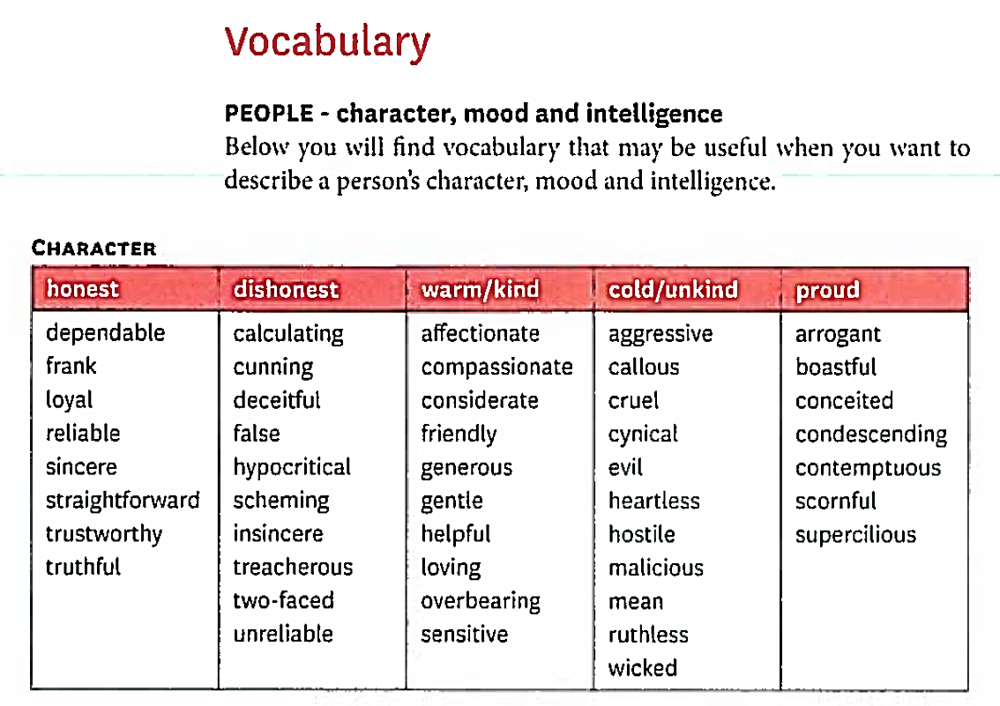 Vocabulary
PEOPLE - character, mood and intelligence
Below you will find vocabulary that may be useful when you want to
describe a person's character, mood and intelligence.
CHARACTER
honest dishonest warm/kind cold/unkind proud
dependable calculating affectionate aggressive arrogant
frank cunning compassionate callous boastful
loyal deceitful considerate cruel conceited
reliable false friendly cynical condescending
sincere hypocritical generous evil contemptuous
straightforward scheming gentle heartless scornful
trustworthy insincere helpful hostile supercilious
truthful treacherous loving malicious
two-faced overbearing mean
unreliable sensitive ruthless
wicked